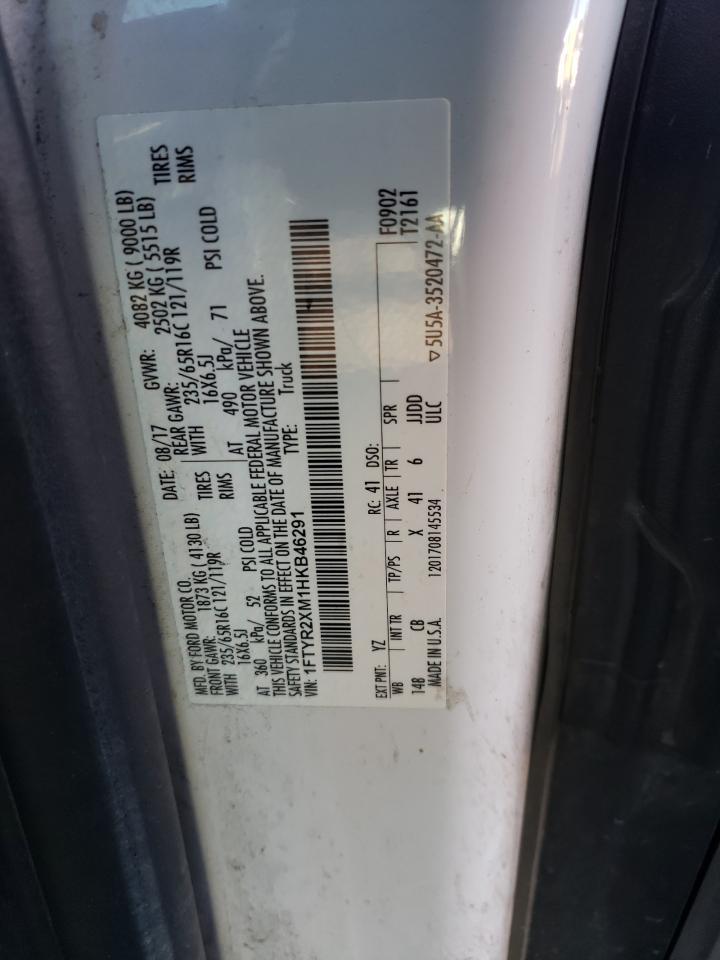 MFD. BY FORD MOTOR CO.
DATE: 08/17 GVWR: 4082 KG ( 9000 LB)
FRONT GAWR: 1873 KG ( 4130 LB) REAR GAWR: 2502 KG ( 5515 LB)
WITH 235/65R16C 121/119R TIRES WITH 235/65R16C 121/119R TIRES
16X6.5J RIMS 16X6.5J RIMS
AT 360 kPa/ 52 PSI COLD AT 490 kPa/ 71 PSI COLD
THIS VEHICLE CONFORMS TO ALL APPLICABLE FEDERAL MOTOR VEHICLE
SAFETY STANDARDS IN EFFECT ON THE DATE OF MANUFACTURE SHOWN ABOVE.
VIN: 1FTYR2XM1HKB46291 TYPE: Truck
F0902
T2161
EXT PNT: YZ RC: 41 DSO:
WB INT TR TP/PS R AXLE TR SPR
148 CB X 41 6 JJDD
ULC
MADE IN U.S.A. 1201708145534 ▽5U5A-3520472-AA